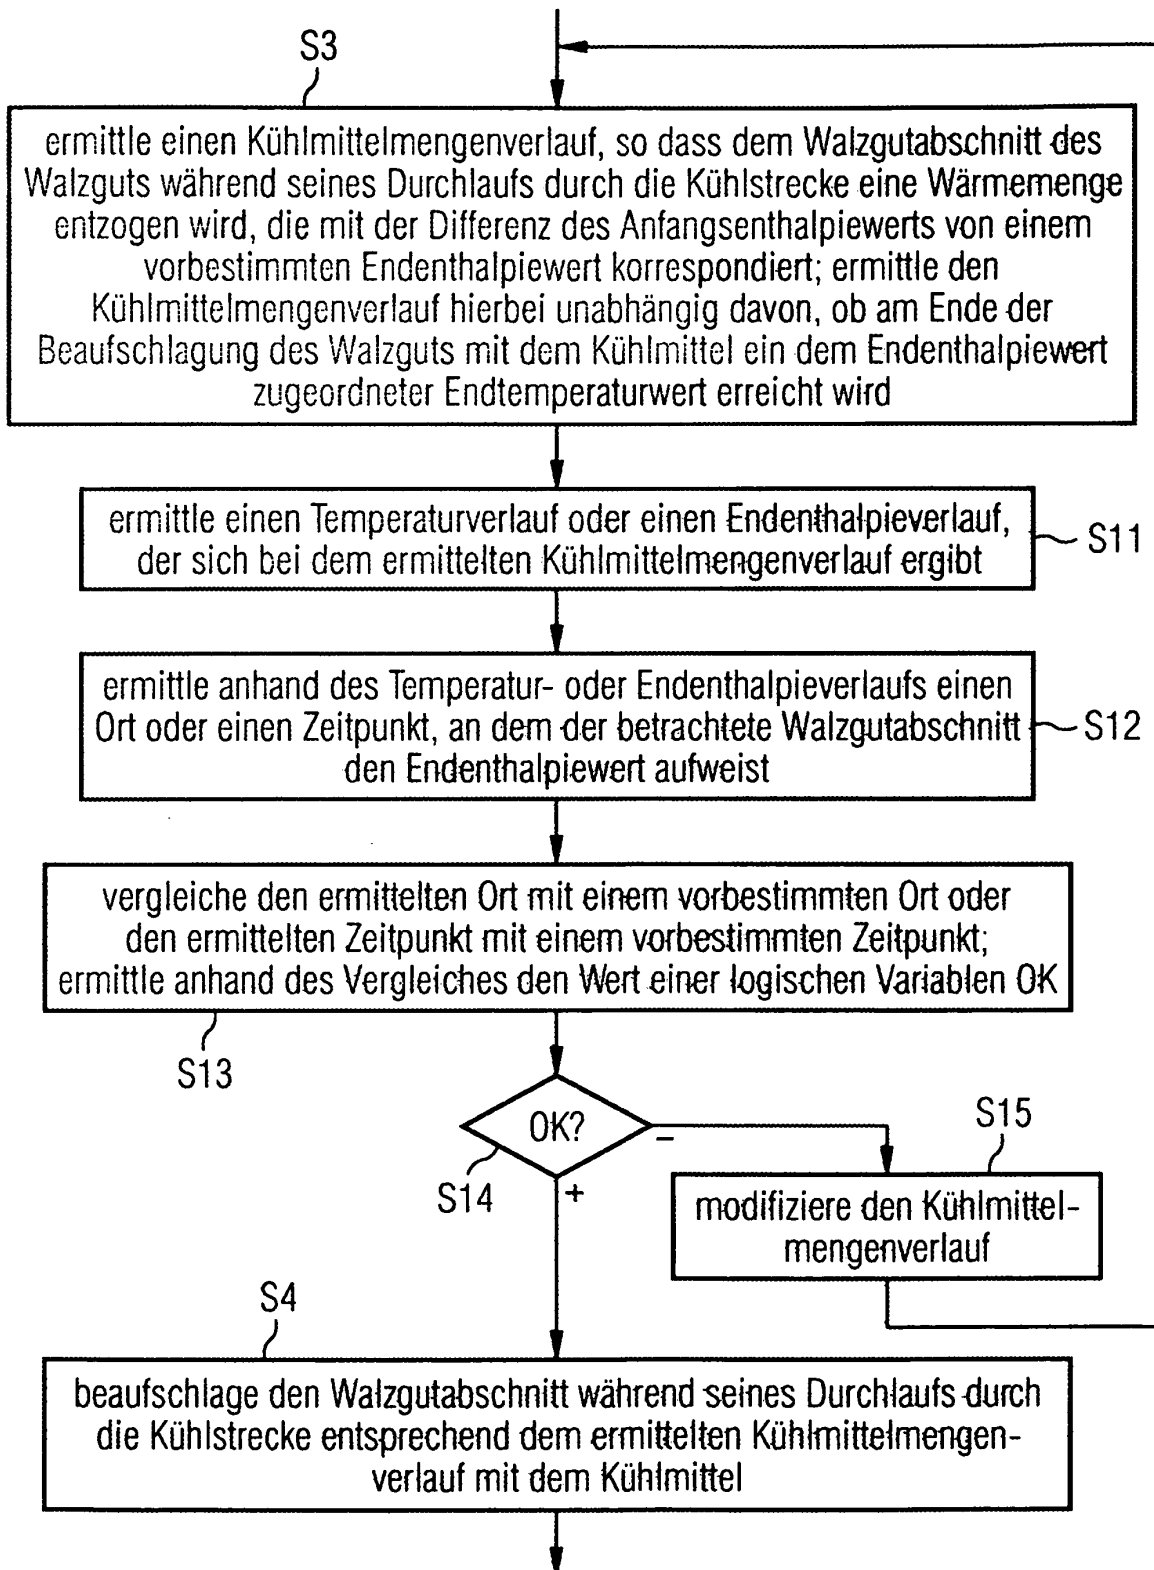 S3
ermittle einen Kühlmittelmengenverlauf, so dass dem Walzgutabschnitt des
Walzguts während seines Durchlaufs durch die Kühlstrecke eine Wärmemenge
entzogen wird, die mit der Differenz des Anfangsenthalpiewerts von einem
vorbestimmten Endenthalpiewert korrespondiert; ermittle den
Kühlmittelmengenverlauf hierbei unabhängig davon, ob am Ende der
Beaufschlagung des Walzguts mit dem Kühlmittel ein dem Endenthalpiewert
zugeordneter Endtemperaturwert erreicht wird
ermittle einen Temperaturverlauf oder einen Endenthalpieverlauf,
der sich bei dem ermittelten Kühlmittelmengenverlauf ergibt
S11
ermittle anhand des Temperatur- oder Endenthalpieverlaufs einen
Ort oder einen Zeitpunkt, an dem der betrachtete Walzgutabschnitt
den Endenthalpiewert aufweist
S12
vergleiche den ermittelten Ort mit einem vorbestimmten Ort oder
den ermittelten Zeitpunkt mit einem vorbestimmten Zeitpunkt;
ermittle anhand des Vergleiches den Wert einer logischen Variablen OK
S13
OK?
–
S14
+
S15
modifiziere den Kühlmittel-
mengenverlauf
S4
beaufschlage den Walzgutabschnitt während seines Durchlaufs durch
die Kühlstrecke entsprechend dem ermittelten Kühlmittelmengen-
verlauf mit dem Kühlmittel